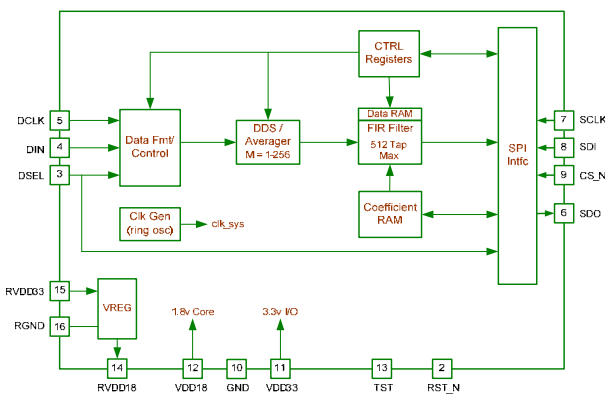 CTRL
Registers
DCLK
5
DIN
4
DSEL
3
Data Fmt/
Control
DDS /
Averager
M = 1-256
Data RAM
FIR Filter
512 Tap
Max
SPI
Intfc
7
SCLK
8
SDI
9
CS_N
6
SDO
Clk Gen
(ring osc)
clk_sys
Coefficient
RAM
RVDD33
15
RGND
16
VREG
1.8v Core
3.3v I/O
14
12
10
11
13
2
RVDD18
VDD18
GND
VDD33
TST
RST_N